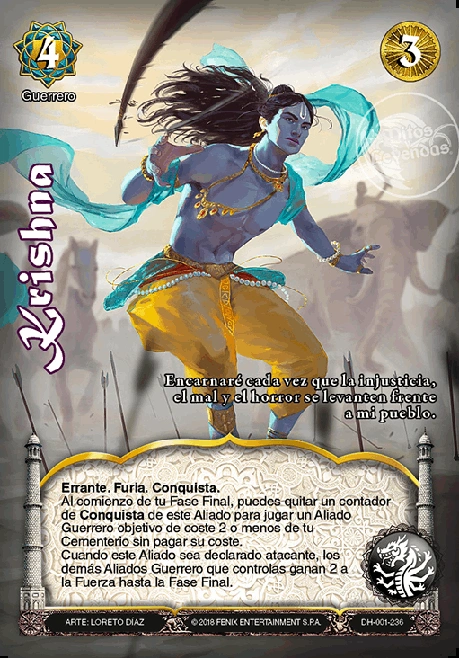 4
3
Guerrero
Mitos
Leyendas
Krishna
Encarnaré cada vez que la injusticia,
el mal y el horror se levanten frente
a mi pueblo.
Errante. Furia. Conquista.
Al comienzo de tu Fase Final, puedes quitar un contador
de Conquista de este Aliado para jugar un Aliado
Guerrero objetivo de coste 2 o menos de tu
Cementerio sin pagar su coste.
Cuando este Aliado sea declarado atacante, los
demás Aliados Guerrero que controlas ganan 2 a
la Fuerza hasta la Fase Final.
ARTE: LORETO DÍAZ
© 2018 FENIX ENTERTAINMENT S.P.A.
DH-001-236